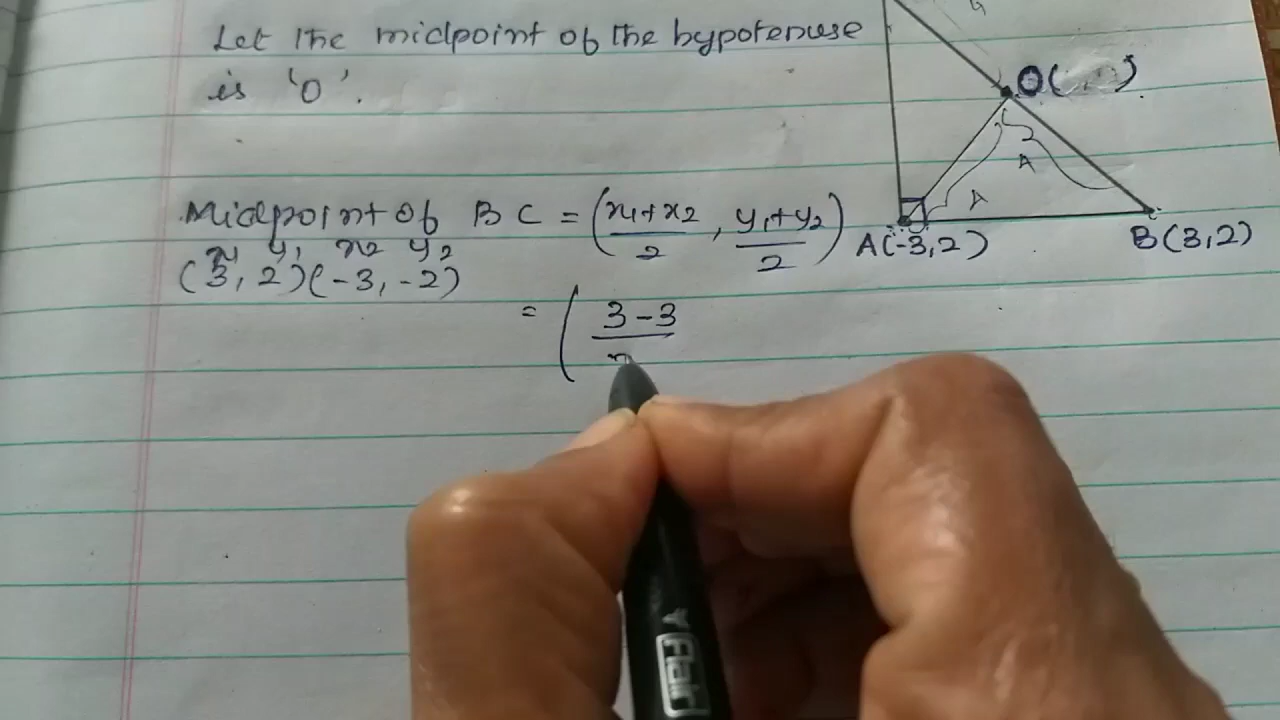 Let the midpoint of the hypotenuse
is 'O'.
O( )
A
A
Midpoint of BC = (x₁+x₂/2, y₁+y₂/2)
A(-3,2)
B(3,2)
x₁ y₁ x₂ y₂
(3, 2)(-3, -2)
= ( 3-3